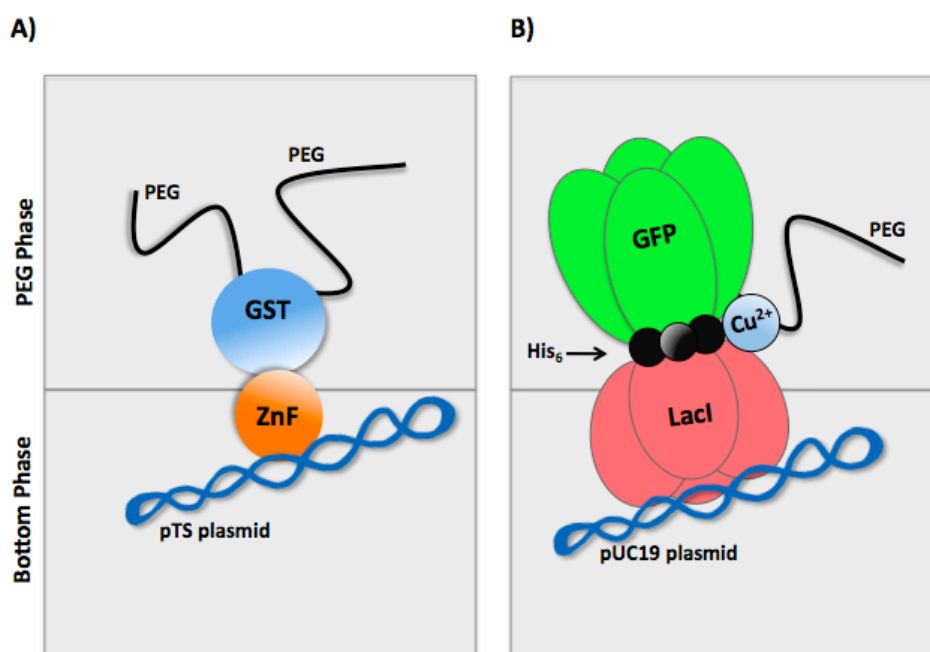 A)
PEG Phase
Bottom Phase
PEG
PEG
GST
ZnF
pTS plasmid
B)
GFP
PEG
Cu²⁺
His₆
LacI
pUC19 plasmid